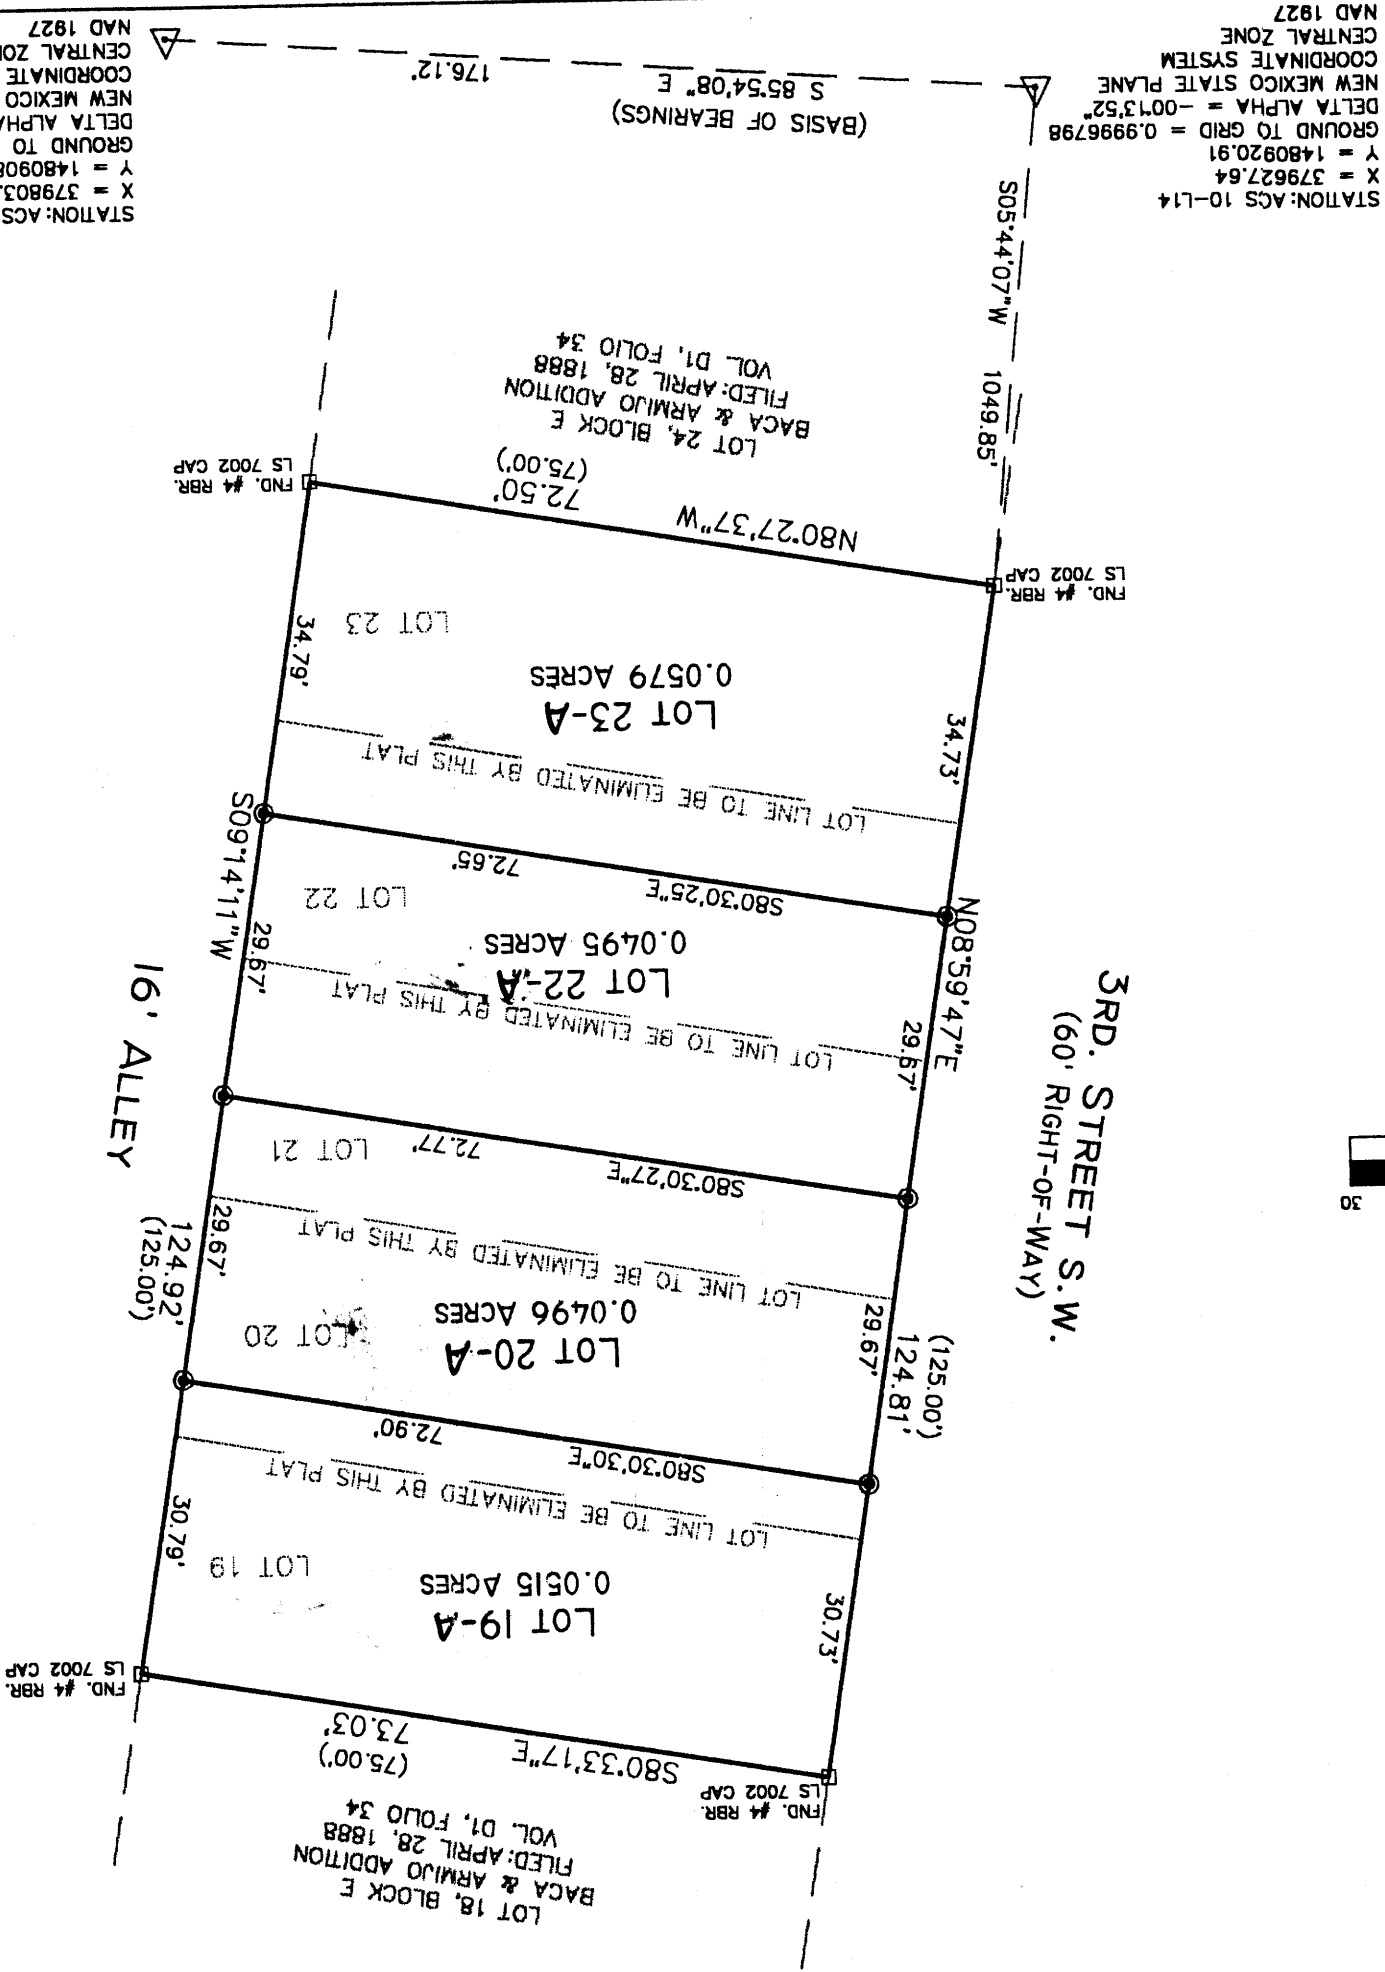 LOT 18, BLOCK E
BACA & ARMIJO ADDITION
FILED: APRIL 28, 1888
VOL. D1, FOLIO 34
FND. #4 RBR.
LS 7002 CAP
S80°33'17"E
73.03'
(75.00')
FND. #4 RBR.
LS 7002 CAP
LOT 19-A
0.0515 ACRES
LOT 19
30.73'
30.79'
LOT LINE TO BE ELIMINATED BY THIS PLAT
S80°30'30"E
72.90'
LOT 20-A
0.0496 ACRES
LOT 20
29.67'
29.67'
124.81'
(125.00')
124.92'
(125.00')
LOT LINE TO BE ELIMINATED BY THIS PLAT
LOT 21
S80°30'27"E
72.77'
3RD. STREET S.W.
(60' RIGHT-OF-WAY)
16' ALLEY
30
LOT LINE TO BE ELIMINATED BY THIS PLAT
LOT 22-A
0.0495 ACRES
LOT 22
29.67'
29.67'
N08°59'47"E
S09°14'11"W
S80°30'25"E
72.65'
LOT LINE TO BE ELIMINATED BY THIS PLAT
LOT 23-A
0.0579 ACRES
LOT 23
34.73'
34.79'
FND. #4 RBR.
LS 7002 CAP
N80°27'37"W
72.50'
(75.00')
FND. #4 RBR.
LS 7002 CAP
LOT 24, BLOCK E
BACA & ARMIJO ADDITION
FILED: APRIL 28, 1888
VOL. D1, FOLIO 34
S05°44'07"W 1049.85'
STATION: ACS 10-L14
X = 379627.64
Y = 1480920.91
GROUND TO GRID = 0.9996798
DELTA ALPHA = -00°13'52"
NEW MEXICO STATE PLANE
COORDINATE SYSTEM
CENTRAL ZONE
NAD 1927
(BASIS OF BEARINGS)
S 85°54'08" E
176.12'
STATION: ACS
X = 379803.
Y = 1480908
GROUND TO
DELTA ALPHA
NEW MEXICO
COORDINATE
CENTRAL ZO
NAD 1927